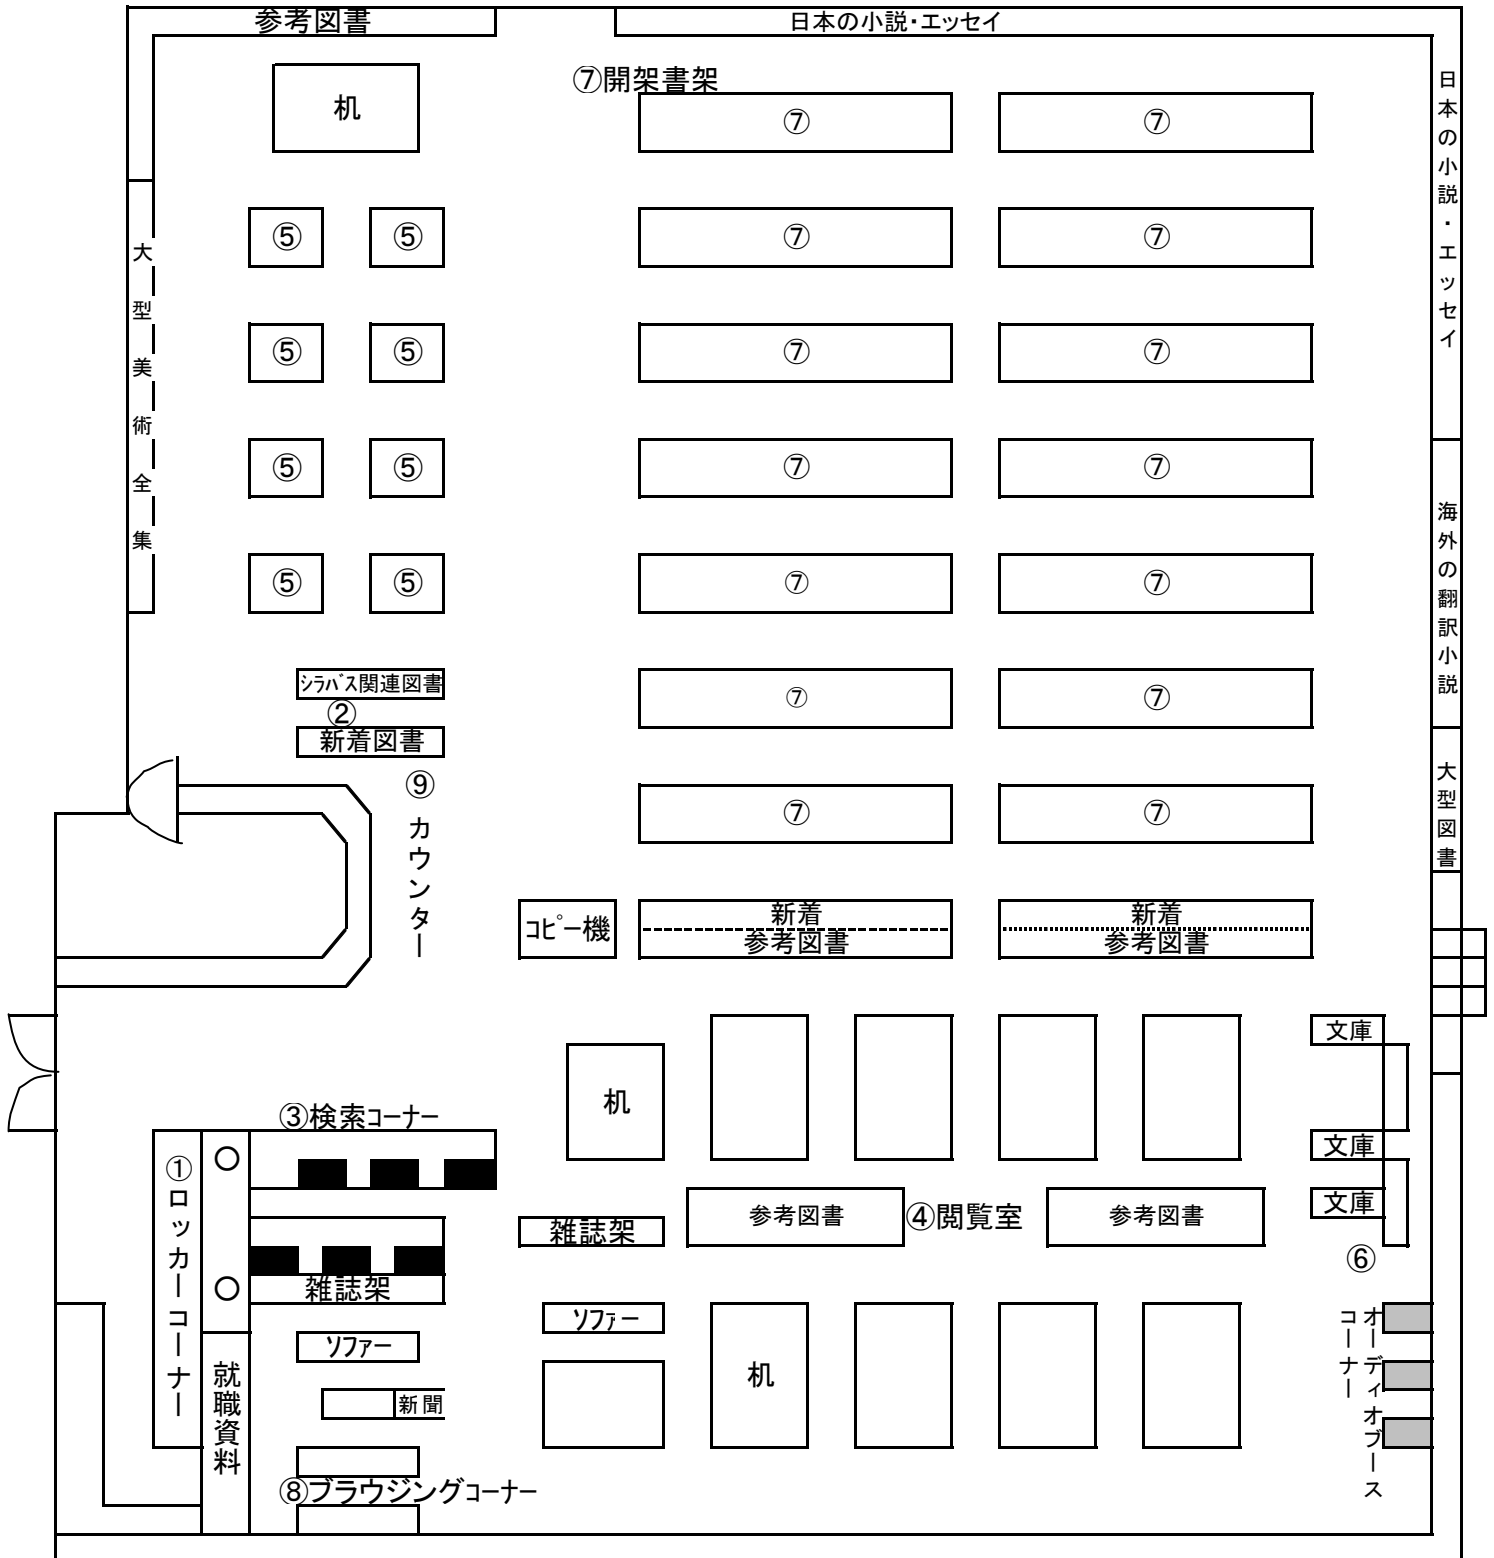 参考図書
日本の小説・エッセイ
机
⑦開架書架
⑦
⑦
日本の小説・エッセイ
⑤
⑤
⑦
⑦
大型美術全集
⑤
⑤
⑦
⑦
⑤
⑤
⑦
⑦
海外の翻訳小説
⑤
⑤
⑦
⑦
シラバス関連図書
②
新着図書
⑦
⑦
⑨カウンター
⑦
⑦
大型図書
コピー機
新着
参考図書
新着
参考図書
文庫
机
③検索コーナー
文庫
①ロッカーコーナー
○
文庫
雑誌架
参考図書
④閲覧室
参考図書
⑥オーディオブース
コーナー
○
雑誌架
ソファー
ソファー
就職資料
机
新聞
⑧ブラウジングコーナー